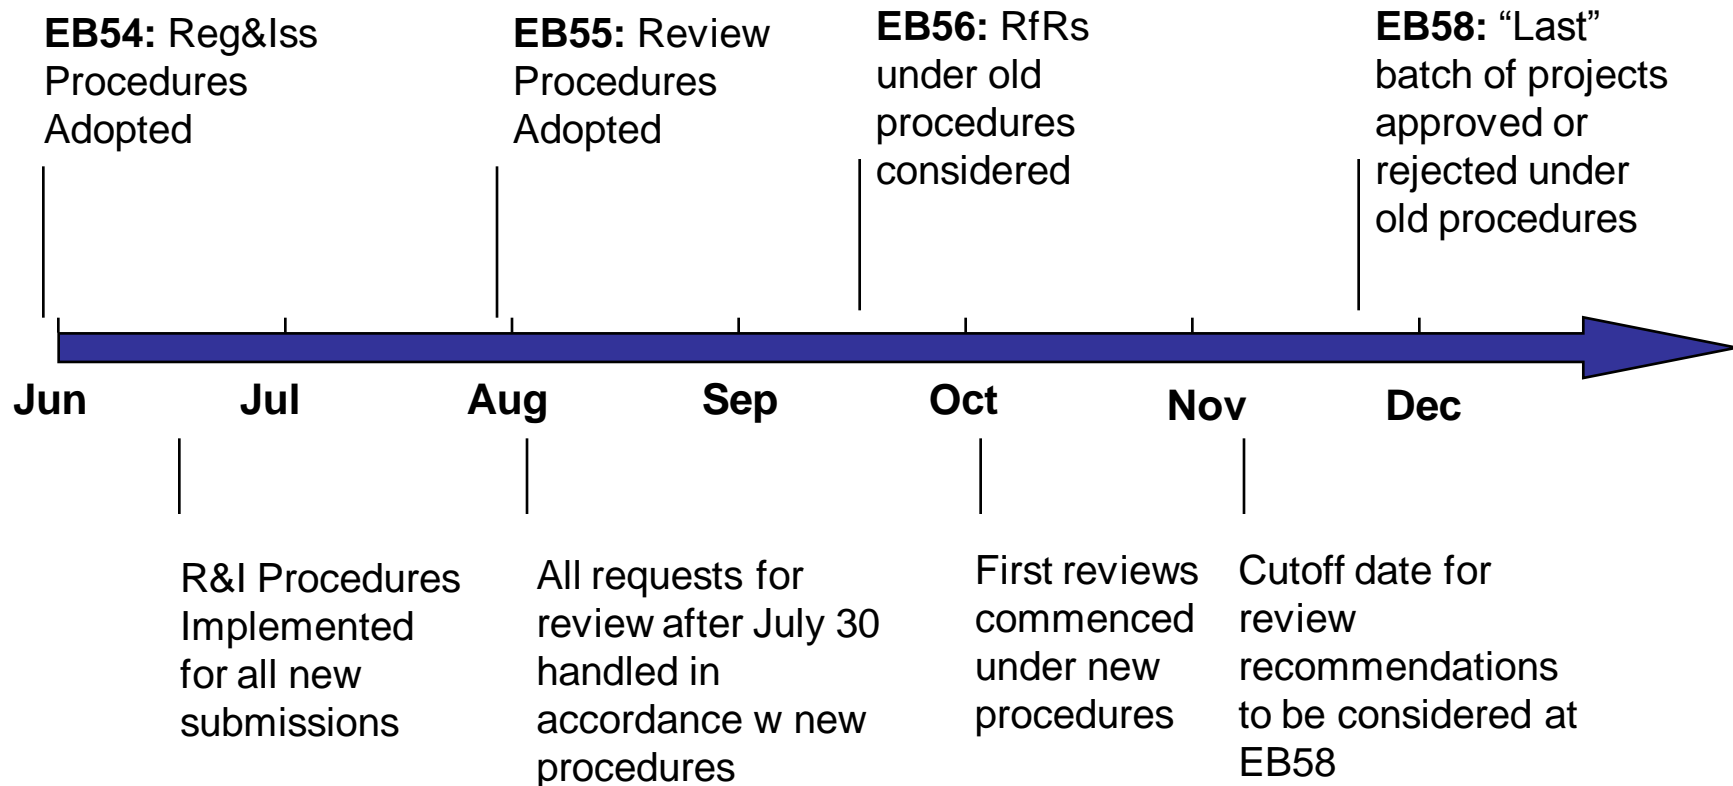 EB54: Reg&Iss
Procedures
Adopted
EB55: Review
Procedures
Adopted
EB56: RfRs
under old
procedures
considered
EB58: “Last”
batch of projects
approved or
rejected under
old procedures
Jun
Jul
Aug
Sep
Oct
Nov
Dec
R&I Procedures
Implemented
for all new
submissions
All requests for
review after July 30
handled in
accordance w new
procedures
First reviews
commenced
under new
procedures
Cutoff date for
review
recommendations
to be considered at
EB58